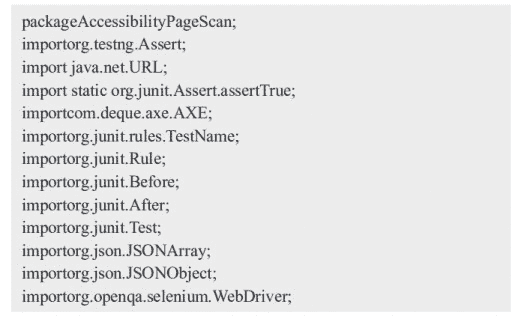 packageAccessibilityPageScan;
importorg.testng.Assert;
import java.net.URL;
import static org.junit.Assert.assertTrue;
importcom.deque.axe.AXE;
importorg.junit.rules.TestName;
importorg.junit.Rule;
importorg.junit.Before;
importorg.junit.After;
importorg.junit.Test;
importorg.json.JSONArray;
importorg.json.JSONObject;
importorg.openqa.selenium.WebDriver;